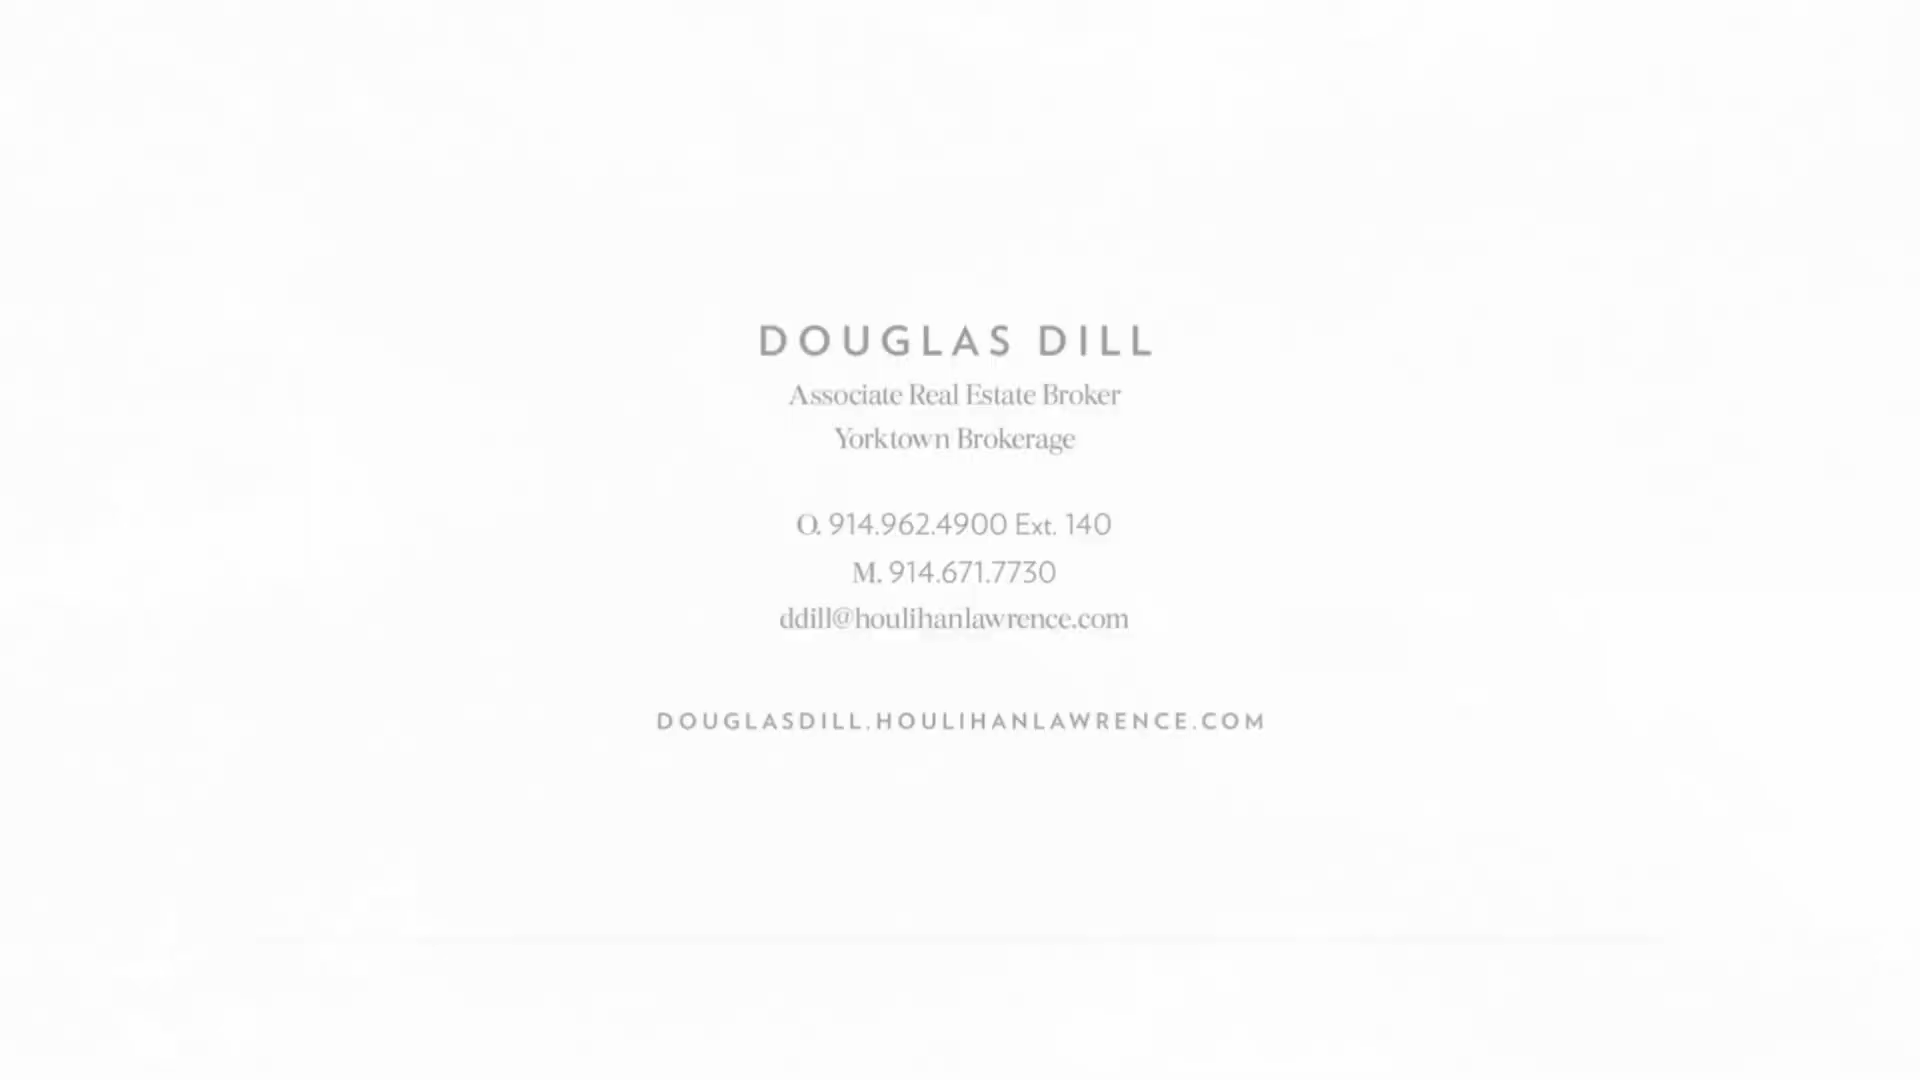 DOUGLAS DILL
Associate Real Estate Broker
Yorktown Brokerage
O. 914.962.4900 Ext. 140
M. 914.671.7730
ddill@houlihanlawrence.com
DOUGLASDILL.HOULIHANLAWRENCE.COM